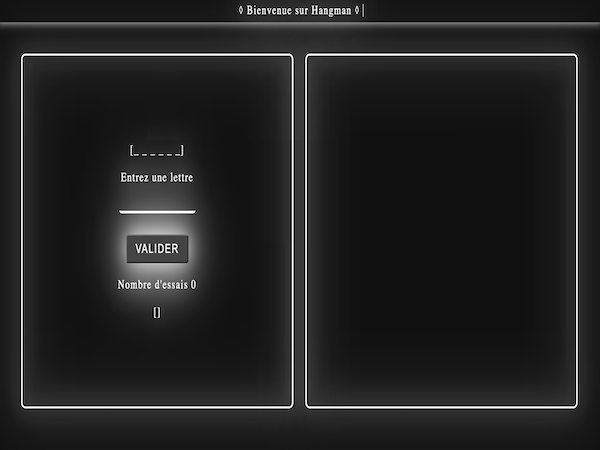 ◊ Bienvenue sur Hangman ◊
[_ _ _ _ _ _]
Entrez une lettre
VALIDER
Nombre d'essais 0
[]